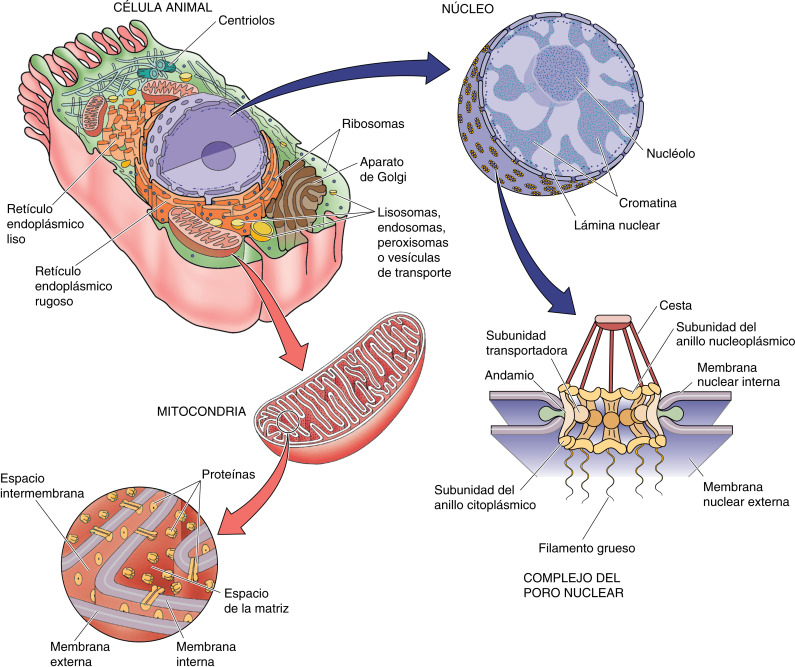 CÉLULA ANIMAL
Centriolos
NÚCLEO
Ribosomas
Aparato
de Golgi
Retículo
endoplásmico
liso
Lisosomas,
endosomas,
peroxisomas
o vesículas
de transporte
Retículo
endoplásmico
rugoso
Nucléolo
Cromatina
Lámina nuclear
Cesta
Subunidad
transportadora
Subunidad del
anillo nucleoplásmico
Andamio
Membrana
nuclear interna
MITOCONDRIA
Espacio
intermembrana
Proteínas
Subunidad del
anillo citoplásmico
Membrana
nuclear externa
Filamento grueso
COMPLEJO DEL
PORO NUCLEAR
Espacio
de la matriz
Membrana
externa
Membrana
interna